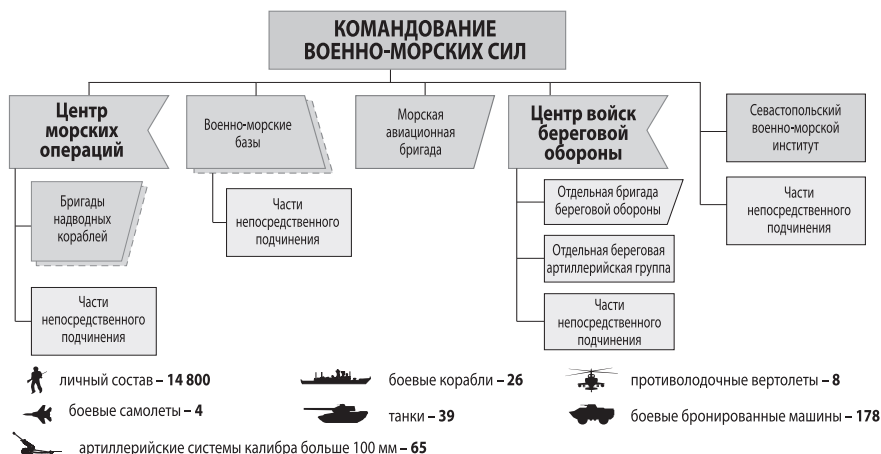 КОМАНДОВАНИЕ
ВОЕННО-МОРСКИХ СИЛ
Центр
морских
операций
Военно-морские
базы
Морская
авиационная
бригада
Центр войск
береговой
обороны
Севастопольский
военно-морской
институт
Бригады
надводных
кораблей
Части
непосредственного
подчинения
Отдельная бригада
береговой обороны
Части
непосредственного
подчинения
Отдельная береговая
артиллерийская группа
Части
непосредственного
подчинения
Части
непосредственного
подчинения
личный состав – 14 800
боевые корабли – 26
противолодочные вертолеты – 8
боевые самолеты – 4
танки – 39
боевые бронированные машины – 178
артиллерийские системы калибра больше 100 мм – 65